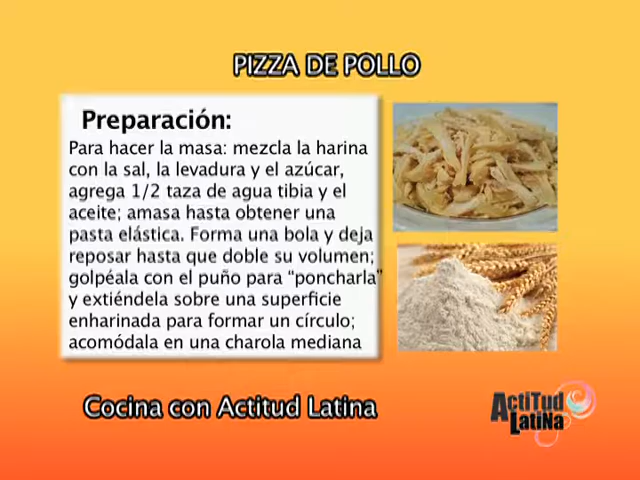 PIZZA DE POLLO
Preparación:
Para hacer la masa: mezcla la harina
con la sal, la levadura y el azúcar,
agrega 1/2 taza de agua tibia y el
aceite; amasa hasta obtener una
pasta elástica. Forma una bola y deja
reposar hasta que doble su volumen;
golpéala con el puño para “poncharla”
y extiéndela sobre una superficie
enharinada para formar un círculo;
acomódala en una charola mediana
Cocina con Actitud Latina
ActiTud
LatiNa